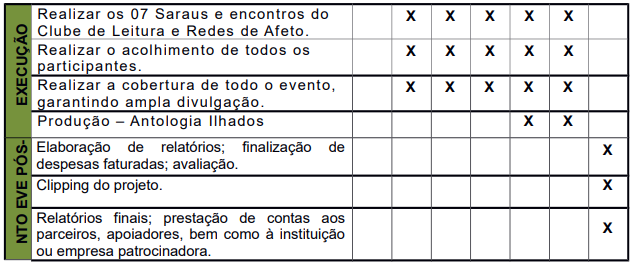 EXECUÇÃO
Realizar os 07 Saraus e encontros do X X X X X
Clube de Leitura e Redes de Afeto.
Realizar o acolhimento de todos os X X X X X
participantes.
Realizar a cobertura de todo o evento, X X X X X
garantindo ampla divulgação.
Produção – Antologia Ilhados X X
NTO EVE PÓS-
Elaboração de relatórios; finalização de X
despesas faturadas; avaliação.
Clipping do projeto. X
Relatórios finais; prestação de contas aos
parceiros, apoiadores, bem como à instituição X
ou empresa patrocinadora.